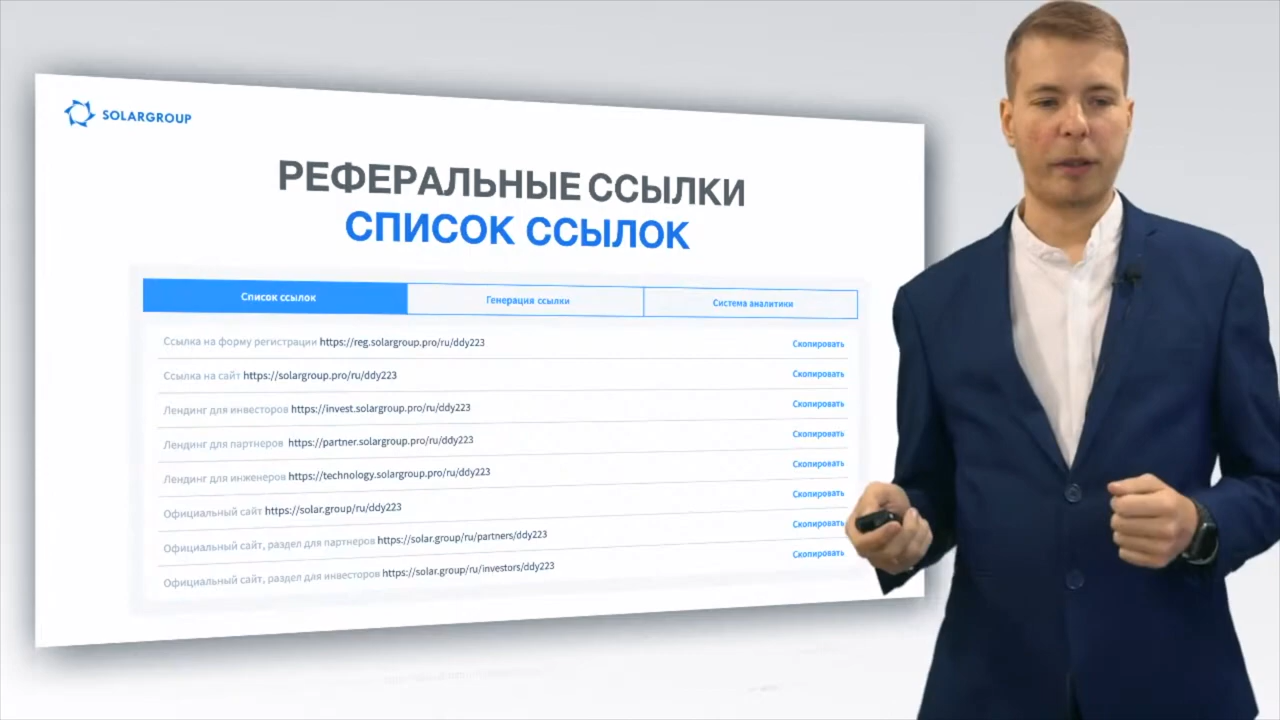 SOLARGROUP
РЕФЕРАЛЬНЫЕ ССЫЛКИ
СПИСОК ССЫЛОК
Список ссылок Генерация ссылки Система аналитики
Ссылка на форму регистрации https://reg.solargroup.pro/ru/ddy223 Скопировать
Ссылка на сайт https://solargroup.pro/ru/ddy223 Скопировать
Лендинг для инвесторов https://invest.solargroup.pro/ru/ddy223 Скопировать
Лендинг для партнеров https://partner.solargroup.pro/ru/ddy223 Скопировать
Лендинг для инженеров https://technology.solargroup.pro/ru/ddy223 Скопировать
Официальный сайт https://solar.group/ru/ddy223 Скопировать
Официальный сайт, раздел для партнеров https://solar.group/ru/partners/ddy223 Скопировать
Официальный сайт, раздел для инвесторов https://solar.group/ru/investors/ddy223 Скопировать